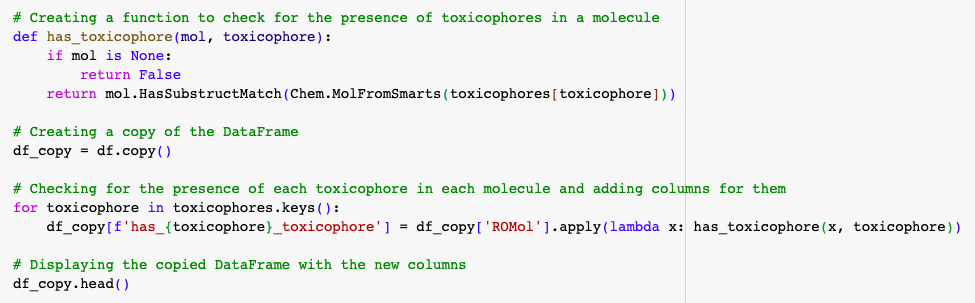 # Creating a function to check for the presence of toxicophores in a molecule
def has_toxicophore(mol, toxicophore):
    if mol is None:
        return False
    return mol.HasSubstructMatch(Chem.MolFromSmarts(toxicophores[toxicophore]))

# Creating a copy of the DataFrame
df_copy = df.copy()

# Checking for the presence of each toxicophore in each molecule and adding columns for them
for toxicophore in toxicophores.keys():
    df_copy[f'has_{toxicophore}_toxicophore'] = df_copy['ROMol'].apply(lambda x: has_toxicophore(x, toxicophore))

# Displaying the copied DataFrame with the new columns
df_copy.head()